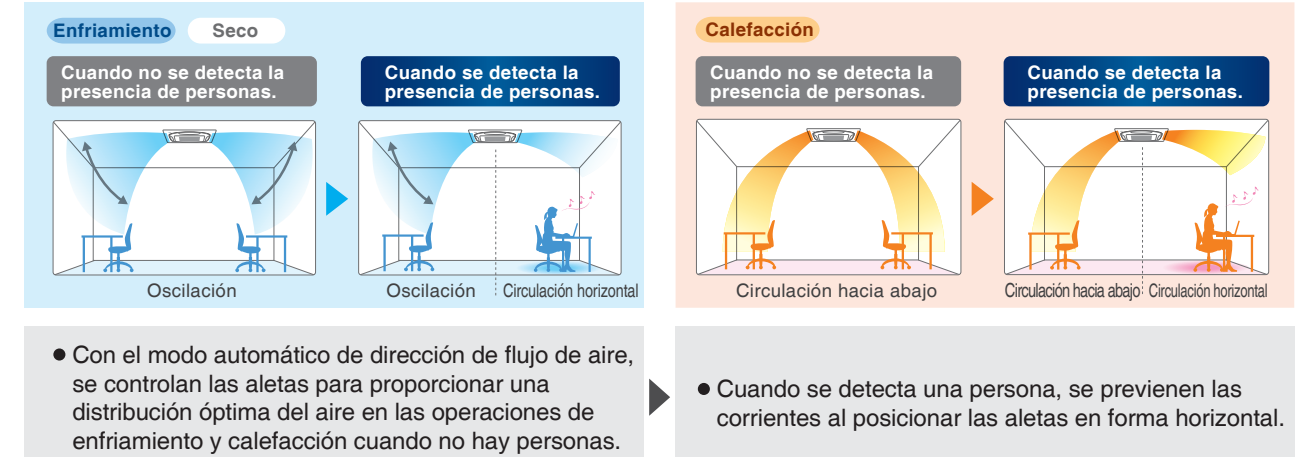 Enfriamiento Seco
Cuando no se detecta la
presencia de personas.
Cuando se detecta la
presencia de personas.
Oscilación
Oscilación Circulación horizontal
Calefacción
Cuando no se detecta la
presencia de personas.
Cuando se detecta la
presencia de personas.
Circulación hacia abajo
Circulación hacia abajo Circulación horizontal
● Con el modo automático de dirección de flujo de aire,
se controlan las aletas para proporcionar una
distribución óptima del aire en las operaciones de
enfriamiento y calefacción cuando no hay personas.
● Cuando se detecta una persona, se previenen las
corrientes al posicionar las aletas en forma horizontal.